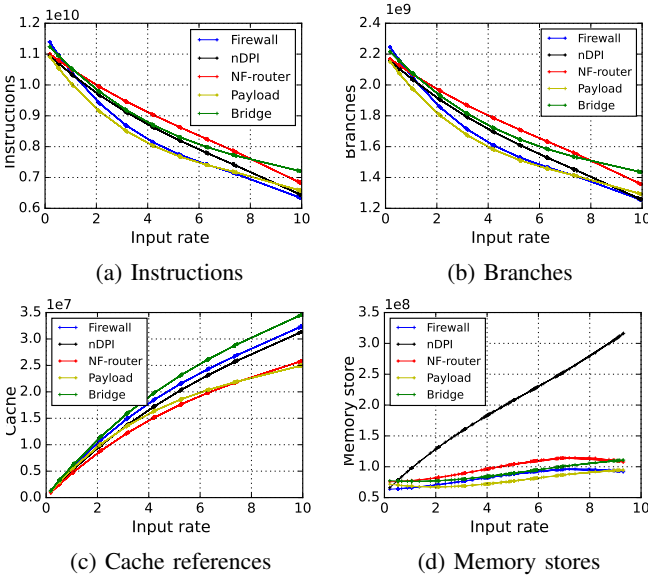 1e10
1.1
1.0
0.9
0.8
0.7
0.6
Instructions
0 2 4 6 8 10
Input rate
Firewall
nDPI
NF-router
Payload
Bridge
(a) Instructions
1e9
2.4
2.2
2.0
1.8
1.6
1.4
1.2
Branches
0 2 4 6 8 10
Input rate
Firewall
nDPI
NF-router
Payload
Bridge
(b) Branches
1e7
3.5
3.0
2.5
2.0
1.5
1.0
0.5
0.0
Cache
0 2 4 6 8 10
Input rate
Firewall
nDPI
NF-router
Payload
Bridge
(c) Cache references
1e8
3.5
3.0
2.5
2.0
1.5
1.0
0.5
Memory store
0 2 4 6 8 10
Input rate
Firewall
nDPI
NF-router
Payload
Bridge
(d) Memory stores